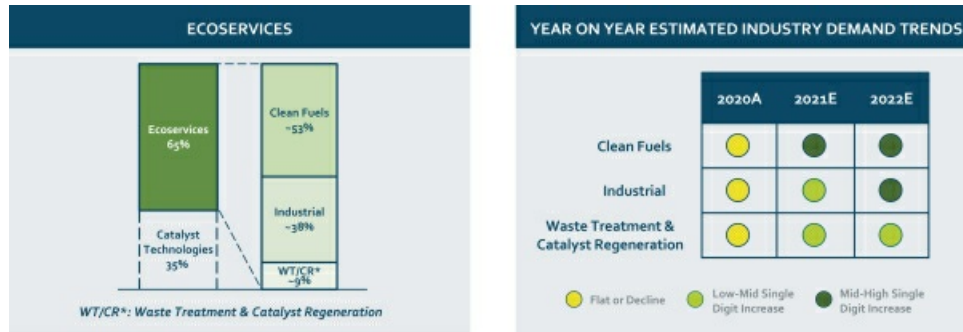 ECOSERVICES
Ecoservices
65%
Catalyst
Technologies
35%
Clean Fuels
~53%
Industrial
~38%
WT/CR*
~9%
WT/CR*: Waste Treatment & Catalyst Regeneration
YEAR ON YEAR ESTIMATED INDUSTRY DEMAND TRENDS
2020A 2021E 2022E
Clean Fuels
Industrial
Waste Treatment &
Catalyst Regeneration
Flat or Decline
Low-Mid Single
Digit Increase
Mid-High Single
Digit Increase